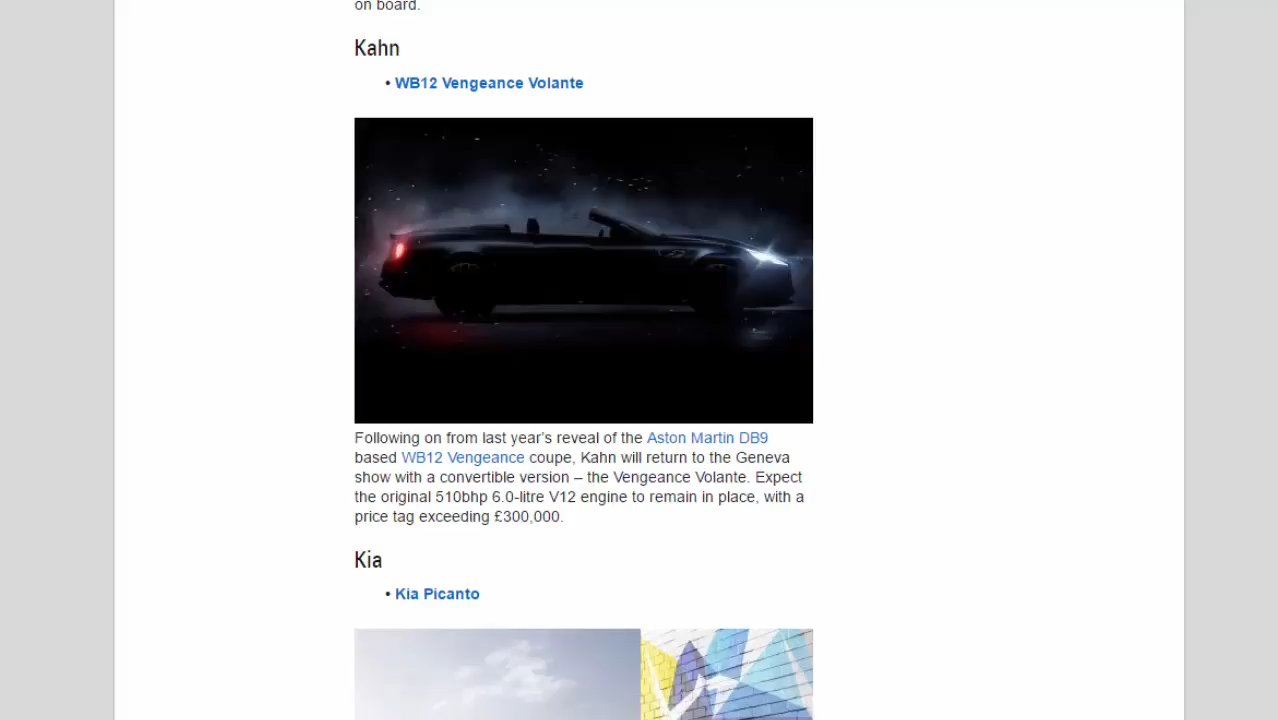 on board.
Kahn
• WB12 Vengeance Volante
Following on from last year’s reveal of the Aston Martin DB9
based WB12 Vengeance coupe, Kahn will return to the Geneva
show with a convertible version – the Vengeance Volante. Expect
the original 510bhp 6.0-litre V12 engine to remain in place, with a
price tag exceeding £300,000.
Kia
• Kia Picanto